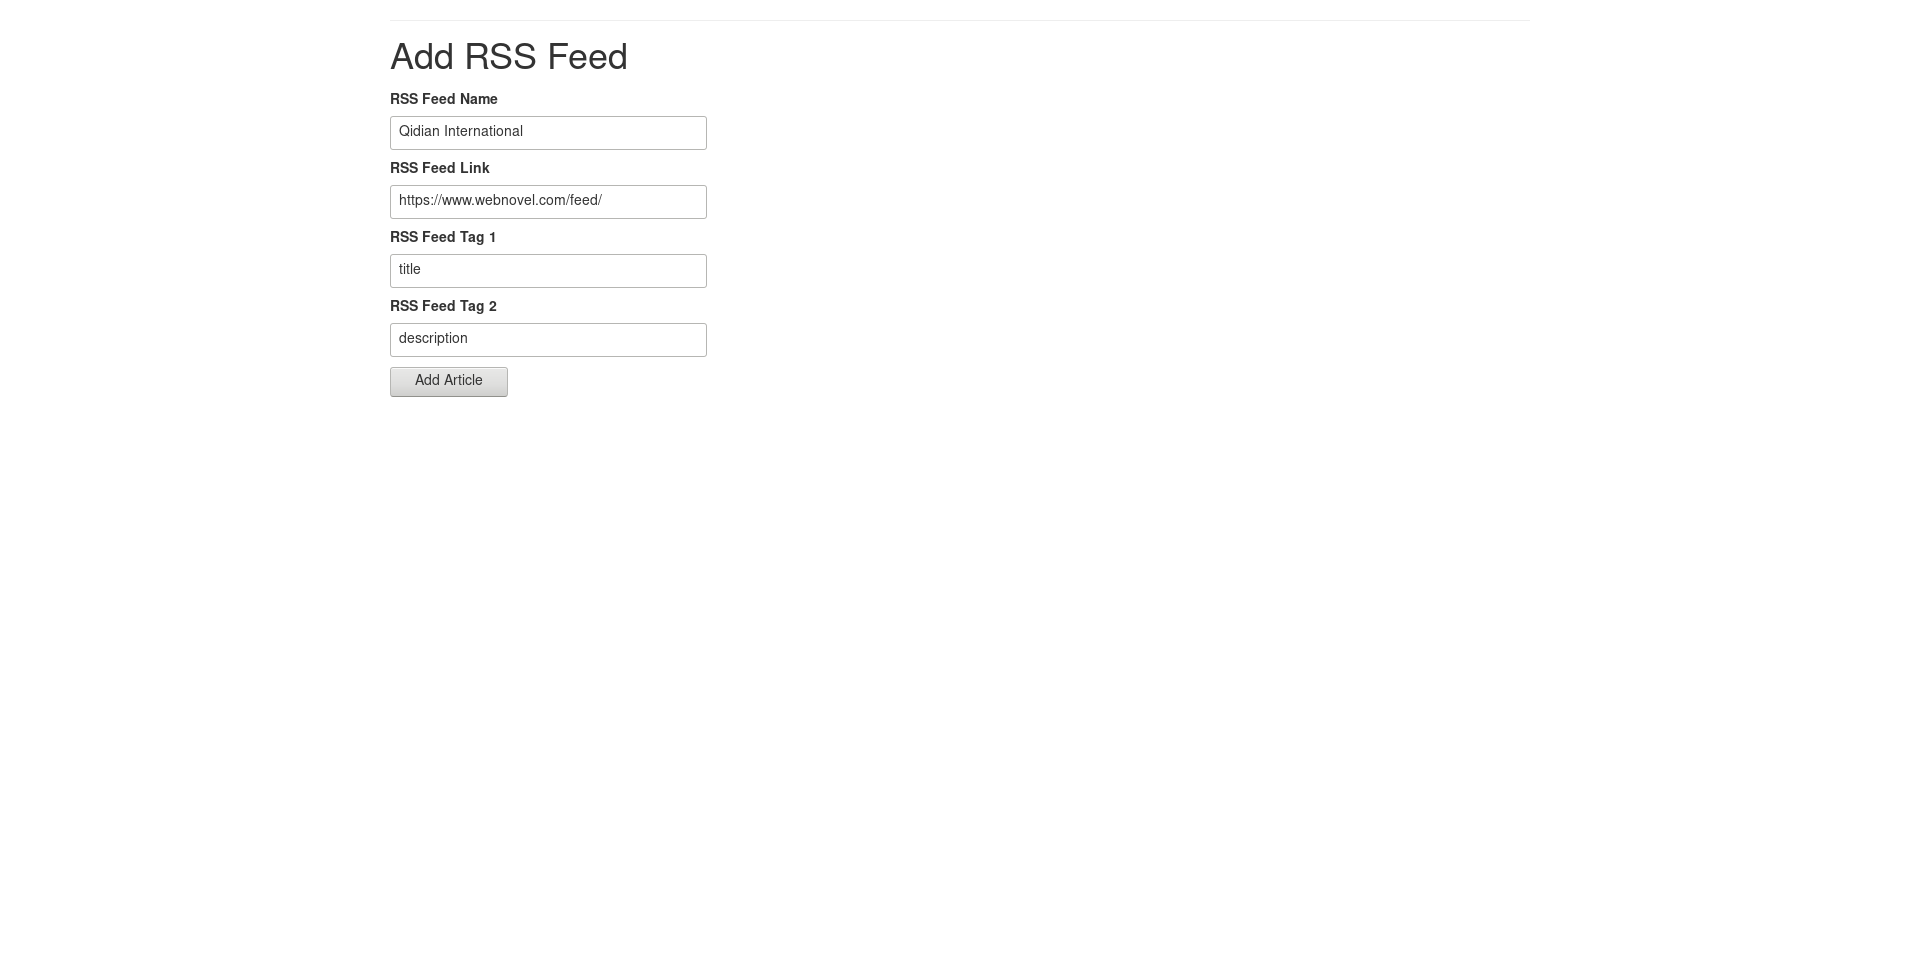 Add RSS Feed
RSS Feed Name
Qidian International
RSS Feed Link
https://www.webnovel.com/feed/
RSS Feed Tag 1
title
RSS Feed Tag 2
description
Add Article